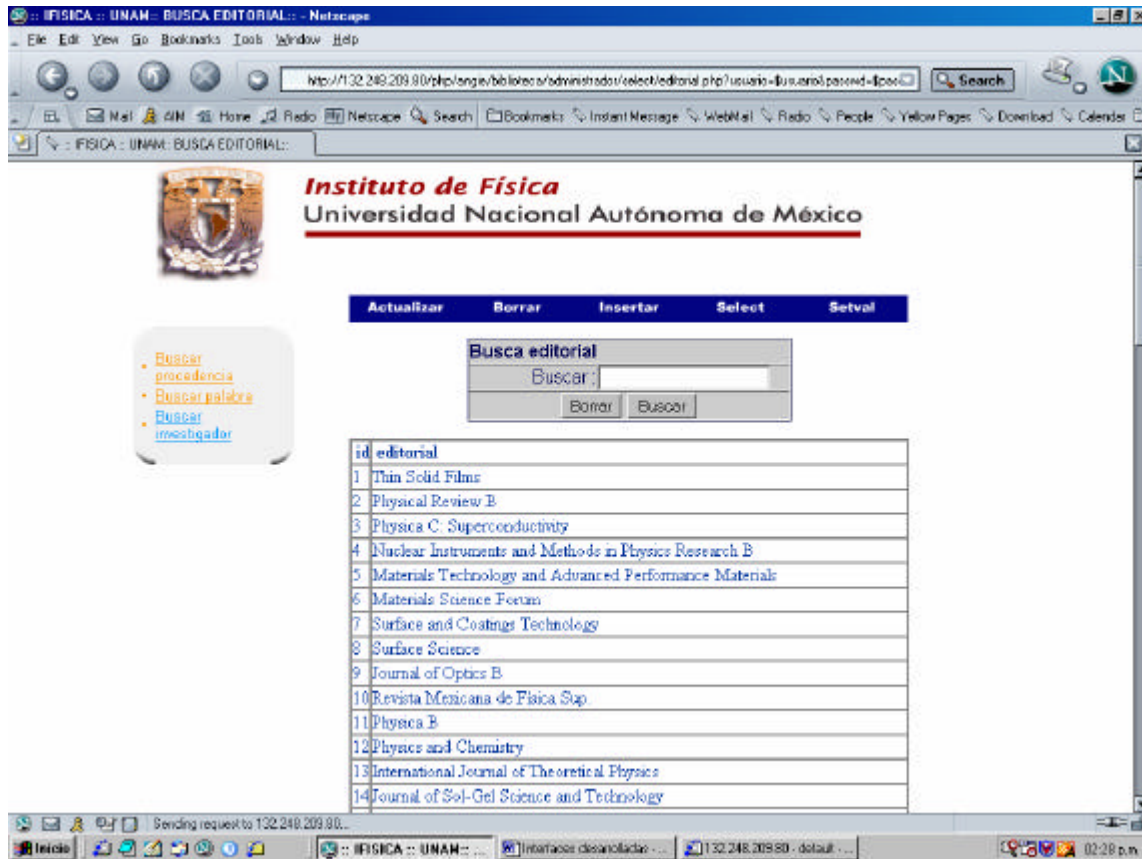 :: IFISICA :: UNAM:: BUSCA EDITORIAL:: - Netscape
File Edit View Go Bookmarks Tools Window Help
Search
Mail AIM Home Radio Netscape Search Bookmarks Instant Message WebMail Radio People Yellow Pages Download Calendar
:: IFISICA :: UNAM:: BUSCA EDITORIAL::
Instituto de Física
Universidad Nacional Autónoma de México
Actualizar Borrar Insertar Select Setval
Buscar procedencia
Buscar palabra
Buscar investigador
Busca editorial
Buscar:
Borrar Buscar
id editorial
1 Thin Solid Films
2 Physical Review B
3 Physica C: Superconductivity
4 Nuclear Instruments and Methods in Physics Research B
5 Materials Technology and Advanced Performance Materials
6 Materials Science Forum
7 Surface and Coatings Technology
8 Surface Science
9 Journal of Optics B
10 Revista Mexicana de Física Sup.
11 Physica B
12 Physics and Chemistry
13 International Journal of Theoretical Physics
14 Journal of Sol-Gel Science and Technology
Sending request to 132.248.209.80...
Inicio :: IFISICA :: UNAM:: ... Interfaces desarrolladas - ... 132.248.209.80 - default - ... 02:28 p.m.